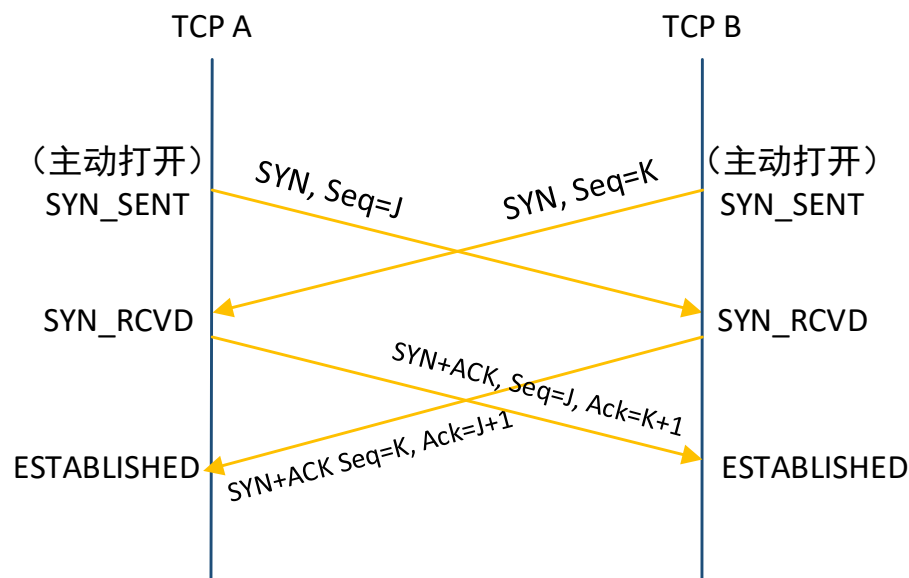 TCP A
TCP B
（主动打开）
SYN_SENT
（主动打开）
SYN_SENT
SYN, Seq=J
SYN, Seq=K
SYN_RCVD
SYN_RCVD
SYN+ACK, Seq=J, Ack=K+1
SYN+ACK Seq=K, Ack=J+1
ESTABLISHED
ESTABLISHED